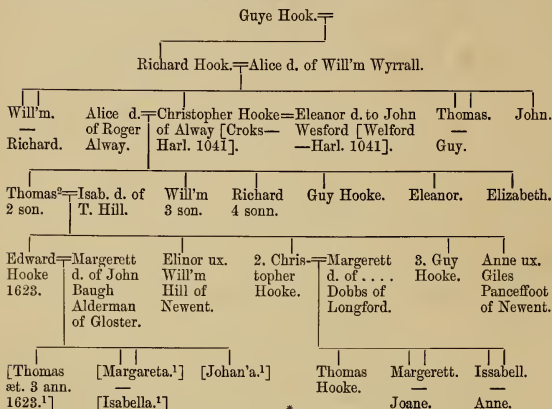 Guye Hook.
Richard Hook. Alice d. of Will'm Wyrrall.
Will'm.
—
Richard.
Alice d.
of Roger
Alway.
Christopher Hooke
of Alway [Croks—
Harl. 1041].
Eleanor d. to John
Wesford [Welford
—Harl. 1041].
Thomas.
—
Guy.
John.
Thomas²
2 son.
Isab. d. of
T. Hill.
Will'm
3 son.
Richard
4 sonn.
Guy Hooke.
Eleanor.
Elizabeth.
Edward
Hooke
1623.
Margerett
d. of John
Baugh
Alderman
of Gloster.
Elinor ux.
Will'm
Hill of
Newent.
2. Chris-
topher
Hooke.
Margerett
d. of . . . .
Dobbs of
Longford.
3. Guy
Hooke.
Anne ux.
Giles
Panceffoot
of Newent.
[Thomas
æt. 3 ann.
1623.¹]
[Margareta.¹]
—
[Isabella.¹]
[Johan'a.¹]
Thomas
Hooke.
Margerett.
—
Joane.
Issabell.
—
Anne.
*